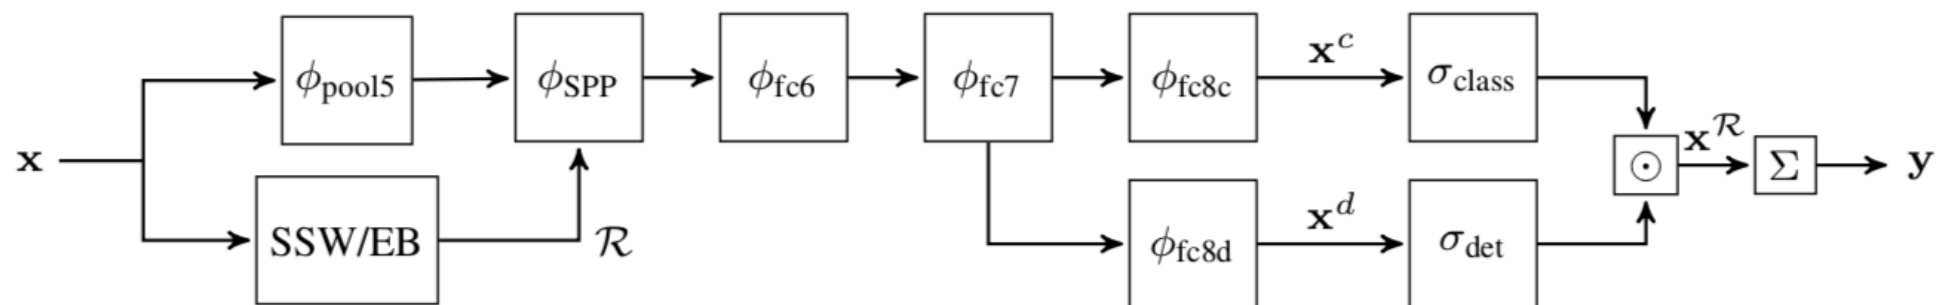 x
ϕpool5
ϕSPP
ϕfc6
ϕfc7
ϕfc8c
x^c
σclass
SSW/EB
ℛ
ϕfc8d
x^d
σdet
⊙
x^ℛ
Σ
y